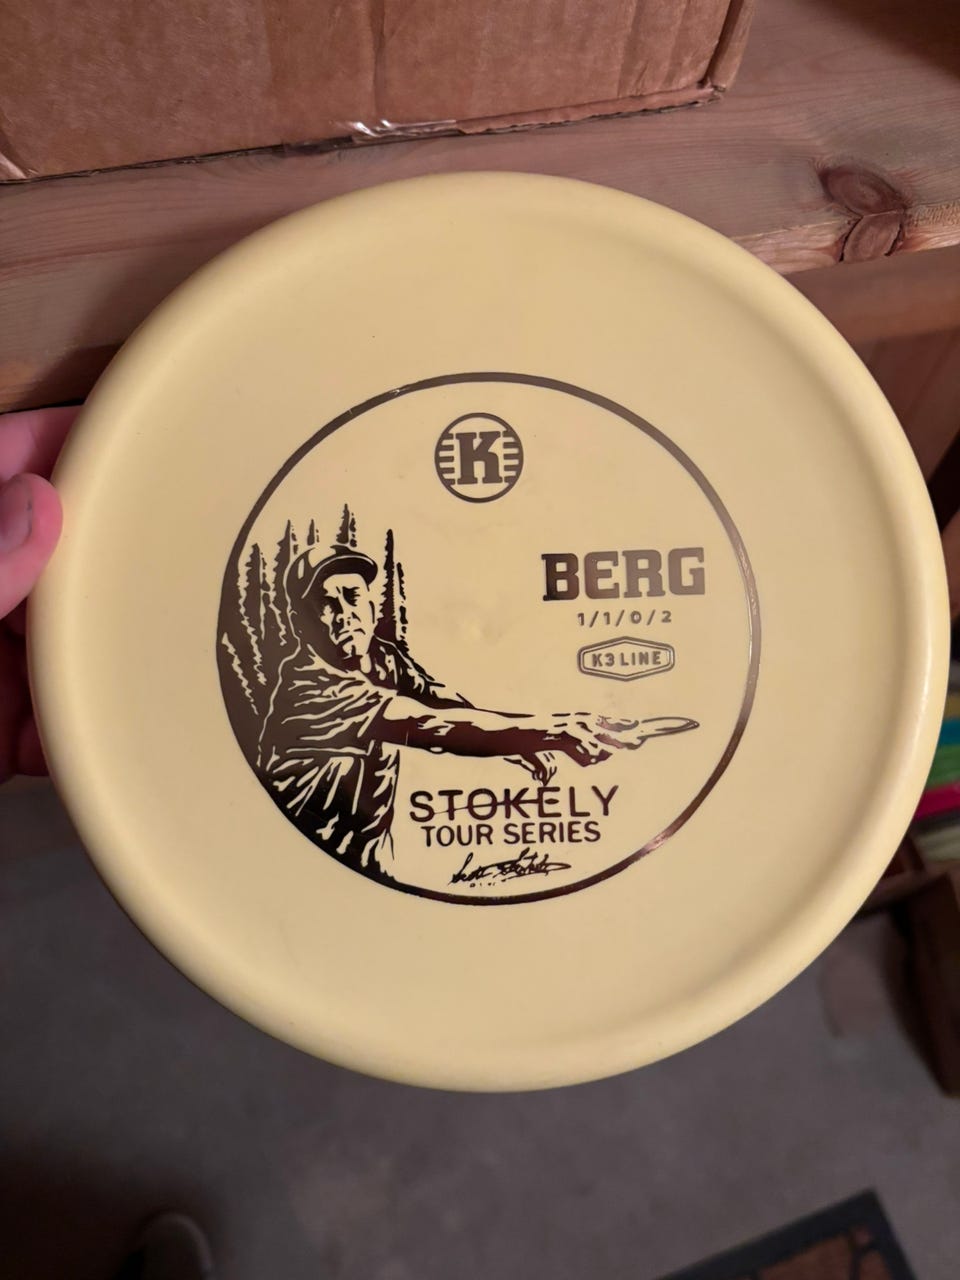 K
BERG
1/1/0/2
K3 LINE
STOKELY
TOUR SERIES